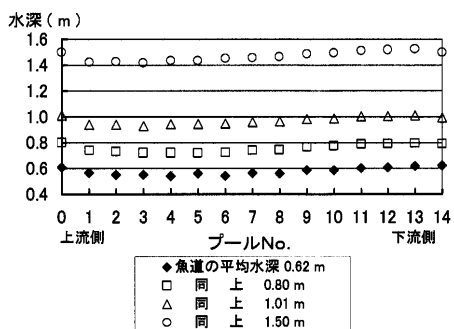 水深(m)
1.6
1.4
1.2
1.0
0.8
0.6
0.4
0 1 2 3 4 5 6 7 8 9 10 11 12 13 14
上流側 プールNo. 下流側
◆魚道の平均水深 0.62 m
□ 同 上 0.80 m
△ 同 上 1.01 m
○ 同 上 1.50 m